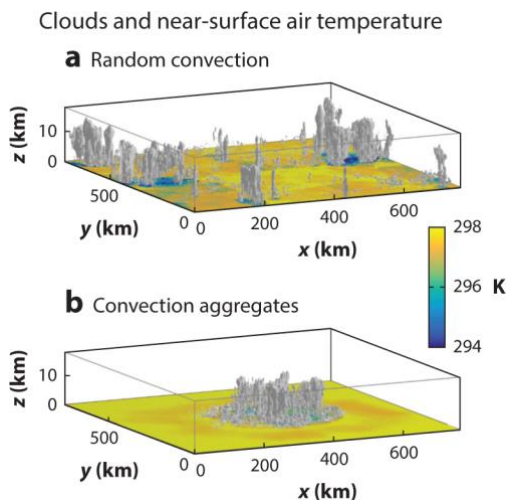 Clouds and near-surface air temperature
a Random convection
z (km)
10
0
500
y (km)
0
0
200
400
600
x (km)
298
296
K
294
b Convection aggregates
z (km)
10
0
500
y (km)
0
0
200
400
600
x (km)